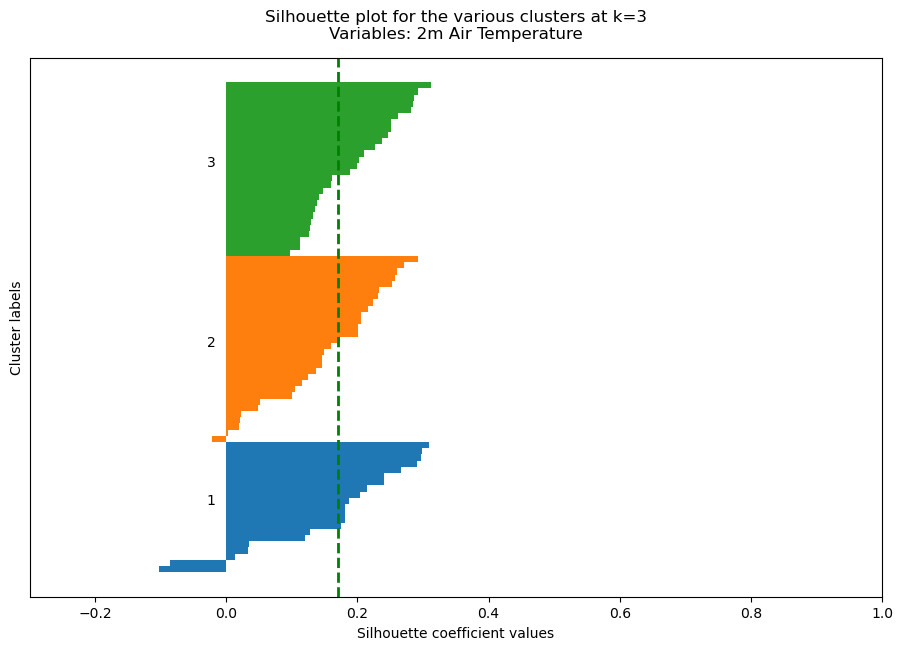 Silhouette plot for the various clusters at k=3
Variables: 2m Air Temperature
Cluster labels
3
2
1
−0.2 0.0 0.2 0.4 0.6 0.8 1.0
Silhouette coefficient values